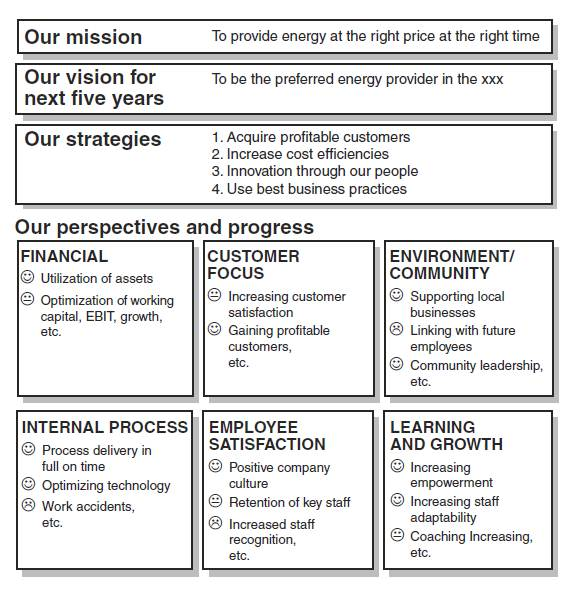 Our mission
To provide energy at the right price at the right time
Our vision for
next five years
To be the preferred energy provider in the xxx
Our strategies
1. Acquire profitable customers
2. Increase cost efficiencies
3. Innovation through our people
4. Use best business practices
Our perspectives and progress
FINANCIAL
Utilization of assets
Optimization of working
capital, EBIT, growth,
etc.
CUSTOMER
FOCUS
Increasing customer
satisfaction
Gaining profitable
customers,
etc.
ENVIRONMENT/
COMMUNITY
Supporting local
businesses
Linking with future
employees
Community leadership,
etc.
INTERNAL PROCESS
Process delivery in
full on time
Optimizing technology
Work accidents,
etc.
EMPLOYEE
SATISFACTION
Positive company
culture
Retention of key staff
Increased staff
recognition,
etc.
LEARNING
AND GROWTH
Increasing
empowerment
Increasing staff
adaptability
Coaching Increasing,
etc.